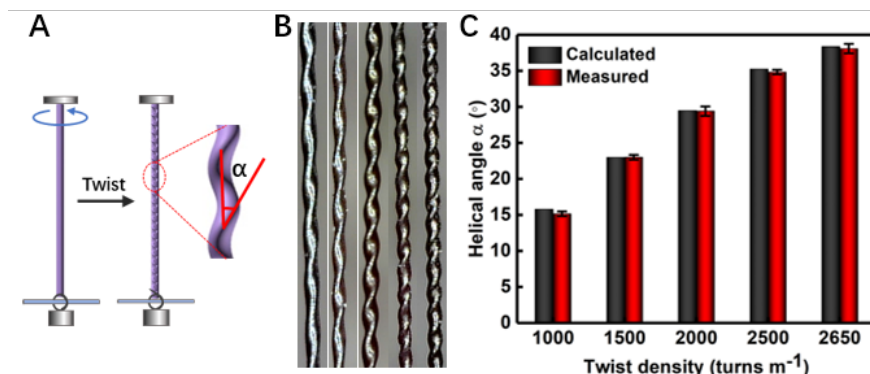 A
Twist
α
B
C
Helical angle α (°)
40
35
30
25
20
15
10
5
0
Calculated
Measured
1000 1500 2000 2500 2650
Twist density (turns m⁻¹)